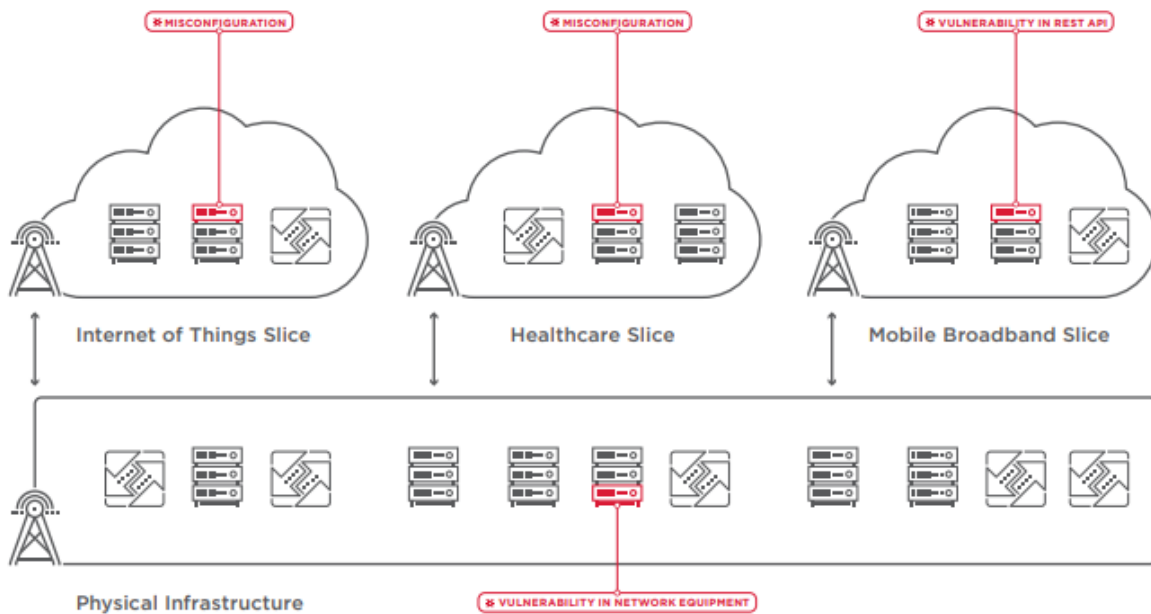 MISCONFIGURATION
MISCONFIGURATION
VULNERABILITY IN REST API
Internet of Things Slice
Healthcare Slice
Mobile Broadband Slice
Physical Infrastructure
VULNERABILITY IN NETWORK EQUIPMENT